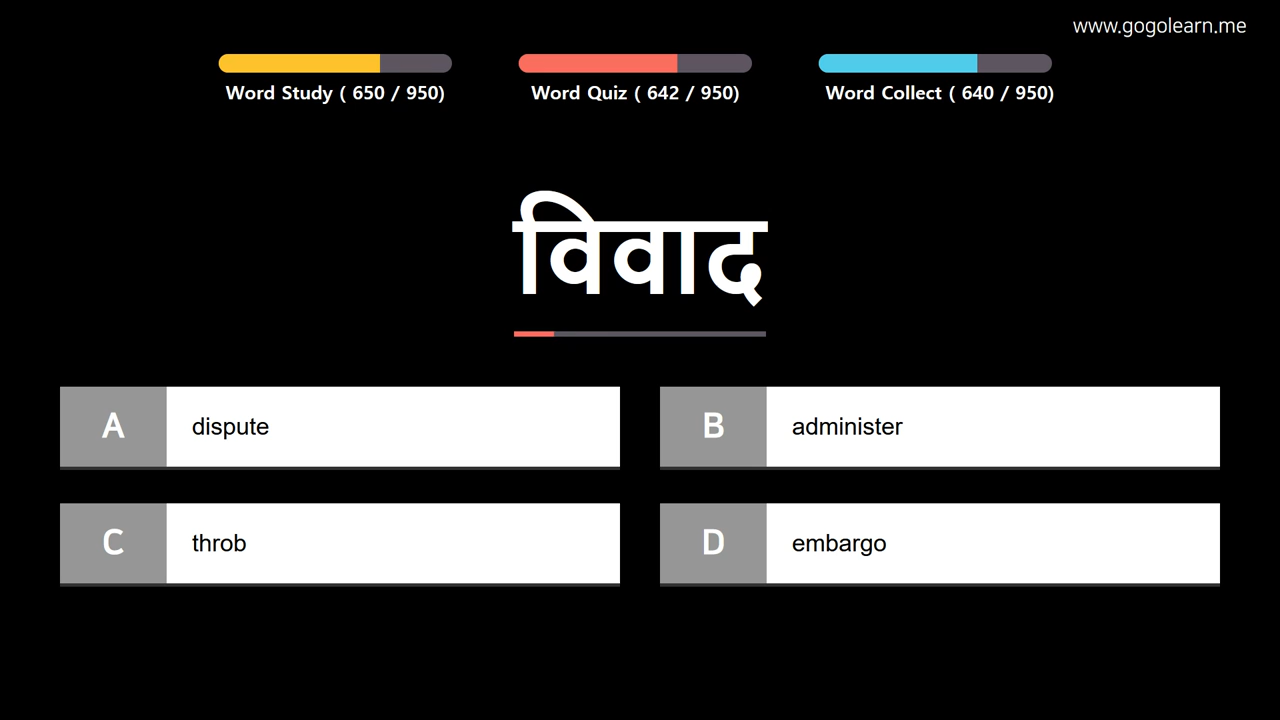 www.gogolearn.me
Word Study ( 650 / 950)
Word Quiz ( 642 / 950)
Word Collect ( 640 / 950)
विवाद
A dispute
B administer
C throb
D embargo